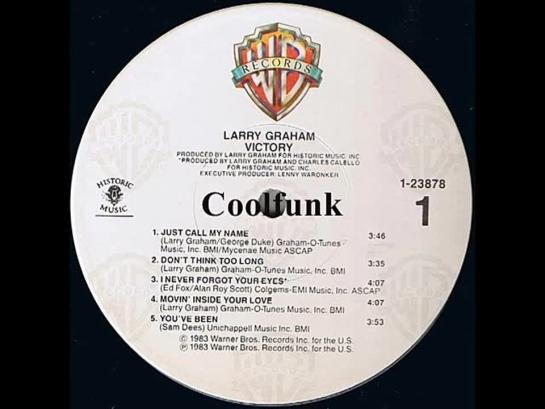 WB
RECORDS
LARRY GRAHAM
VICTORY
PRODUCED BY LARRY GRAHAM FOR HISTORIC MUSIC, INC.
*PRODUCED BY LARRY GRAHAM AND CHARLES CALELLO
FOR HISTORIC MUSIC, INC.
EXECUTIVE PRODUCER: LENNY WARONKER
HISTORIC
MUSIC
1-23878
1
Coolfunk
1. JUST CALL MY NAME 3:46
(Larry Graham/George Duke) Graham-O-Tunes
Music, Inc. BMI/Mycenae Music ASCAP
2. DON'T THINK TOO LONG 3:35
(Larry Graham) Graham-O-Tunes Music, Inc. BMI
3. I NEVER FORGOT YOUR EYES* 4:07
(Ed Fox/Alan Roy Scott) Colgems-EMI Music, Inc. ASCAP
4. MOVIN' INSIDE YOUR LOVE 4:07
(Larry Graham) Graham-O-Tunes Music, Inc. BMI
5. YOU'VE BEEN 3:53
(Sam Dees) Unichappell Music Inc. BMI
© 1983 Warner Bros. Records Inc. for the U.S.
℗ 1983 Warner Bros. Records Inc. for the U.S.